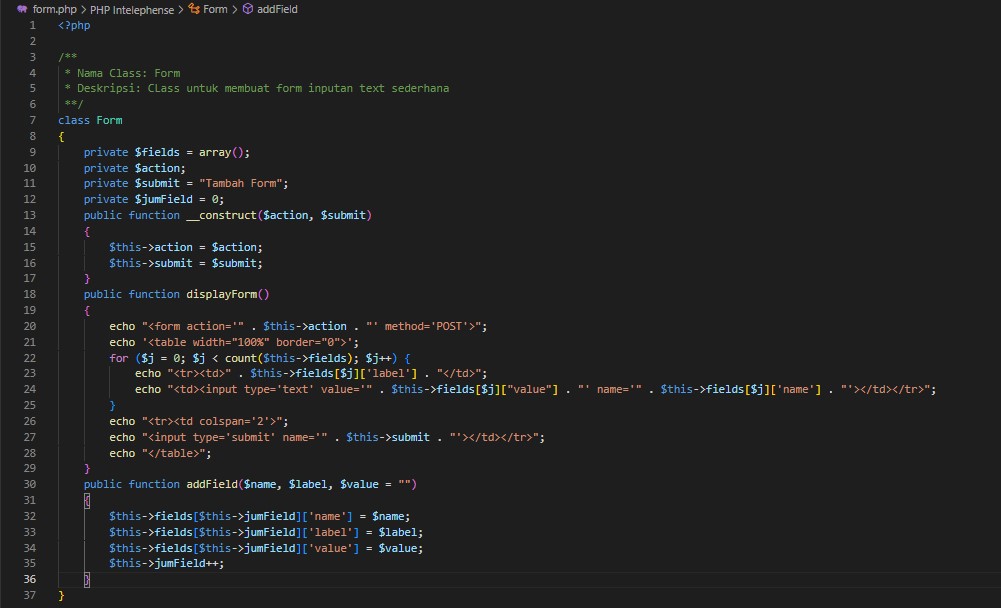 form.php > PHP Intelephense > Form > addField
1 <?php
2
3 /**
4  * Nama Class: Form
5  * Deskripsi: CLass untuk membuat form inputan text sederhana
6  **/
7 class Form
8 {
9     private $fields = array();
10     private $action;
11     private $submit = "Tambah Form";
12     private $jumField = 0;
13     public function __construct($action, $submit)
14     {
15         $this->action = $action;
16         $this->submit = $submit;
17     }
18     public function displayForm()
19     {
20         echo "<form action='" . $this->action . "' method='POST'>";
21         echo '<table width="100%" border="0">';
22         for ($j = 0; $j < count($this->fields); $j++) {
23             echo "<tr><td>" . $this->fields[$j]['label'] . "</td>";
24             echo "<td><input type='text' value='" . $this->fields[$j]["value"] . "' name='" . $this->fields[$j]['name'] . "'></td></tr>";
25         }
26         echo "<tr><td colspan='2'>";
27         echo "<input type='submit' name='" . $this->submit . "'></td></tr>";
28         echo "</table>";
29     }
30     public function addField($name, $label, $value = "")
31     {
32         $this->fields[$this->jumField]['name'] = $name;
33         $this->fields[$this->jumField]['label'] = $label;
34         $this->fields[$this->jumField]['value'] = $value;
35         $this->jumField++;
36     }
37 }